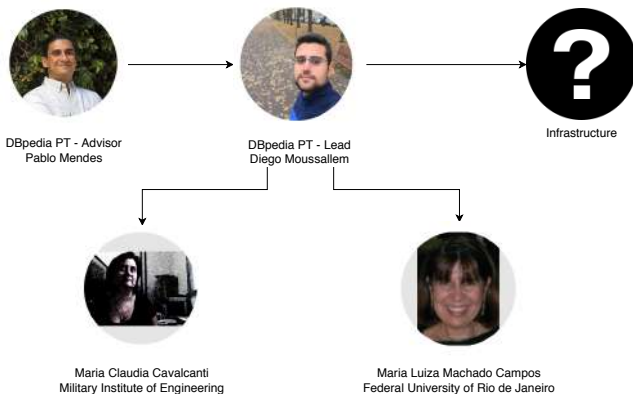 ?
Infrastructure
DBpedia PT - Advisor
Pablo Mendes
DBpedia PT - Lead
Diego Moussallem
Maria Claudia Cavalcanti
Military Institute of Engineering
Maria Luiza Machado Campos
Federal University of Rio de Janeiro